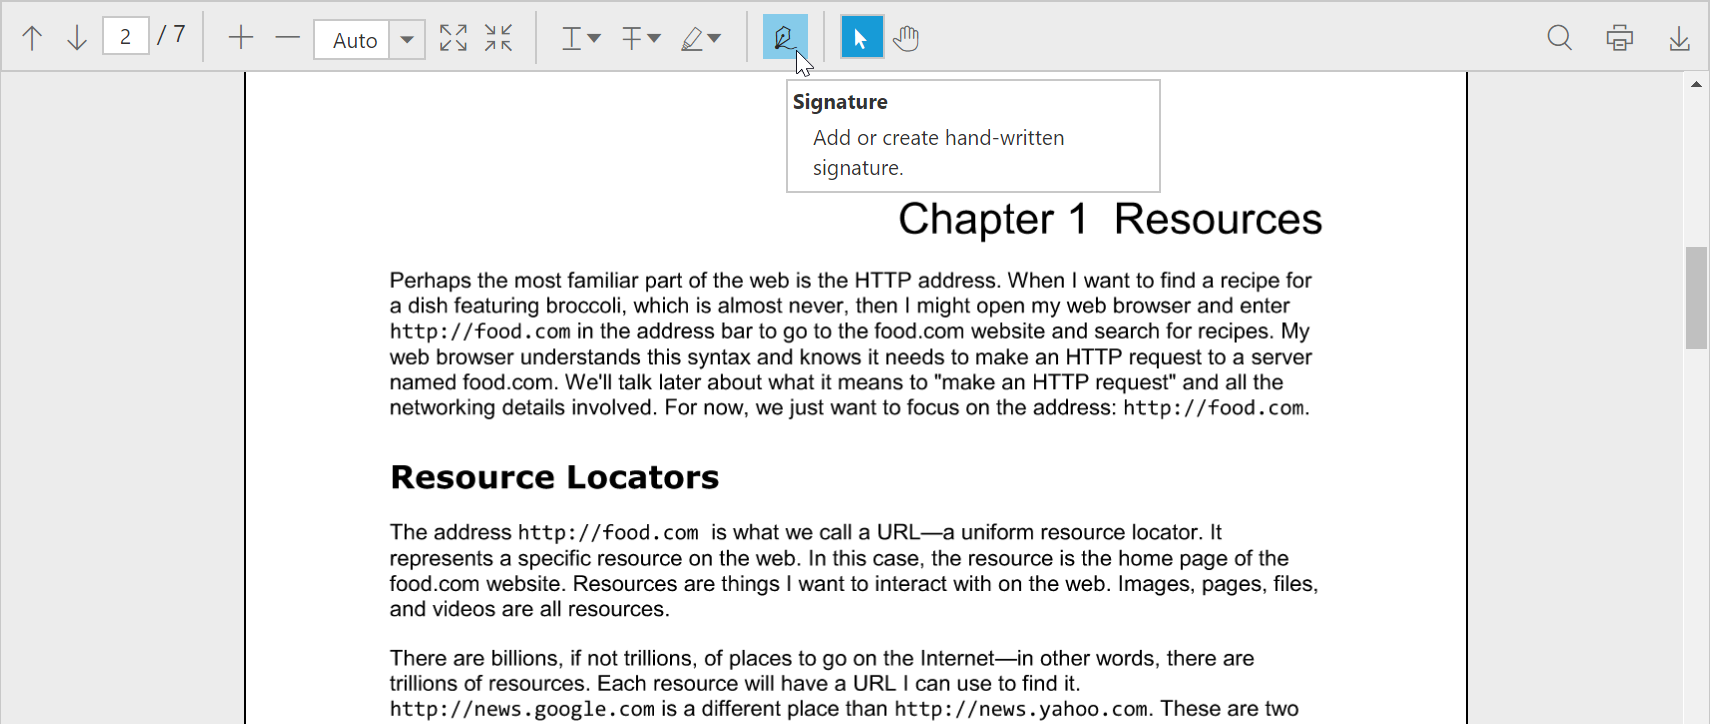 2 / 7 Auto
Signature
Add or create hand-written
signature.
Chapter 1 Resources
Perhaps the most familiar part of the web is the HTTP address. When I want to find a recipe for
a dish featuring broccoli, which is almost never, then I might open my web browser and enter
http://food.com in the address bar to go to the food.com website and search for recipes. My
web browser understands this syntax and knows it needs to make an HTTP request to a server
named food.com. We'll talk later about what it means to "make an HTTP request" and all the
networking details involved. For now, we just want to focus on the address: http://food.com.
Resource Locators
The address http://food.com is what we call a URL—a uniform resource locator. It
represents a specific resource on the web. In this case, the resource is the home page of the
food.com website. Resources are things I want to interact with on the web. Images, pages, files,
and videos are all resources.
There are billions, if not trillions, of places to go on the Internet—in other words, there are
trillions of resources. Each resource will have a URL I can use to find it.
http://news.google.com is a different place than http://news.yahoo.com. These are two